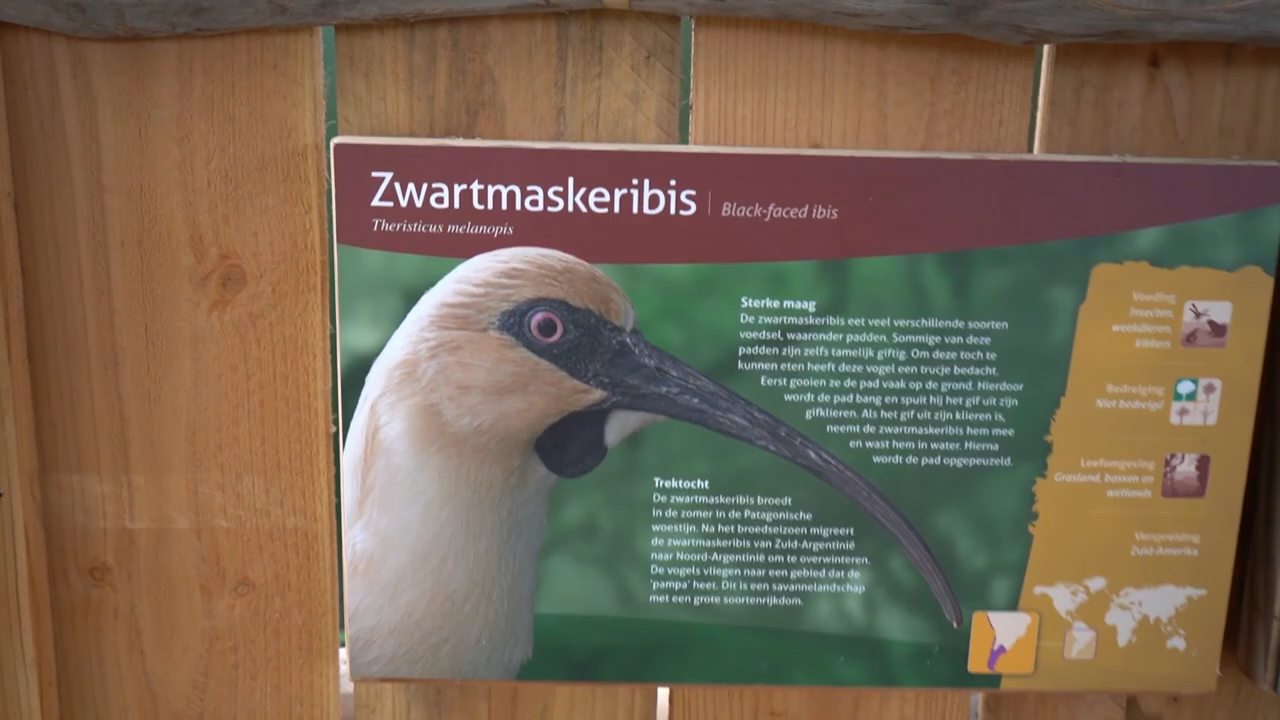 Zwartmaskeribis
Black-faced ibis
Theristicus melanopis
Sterke maag
De zwartmaskeribis eet veel verschillende soorten
voedsel, waaronder padden. Sommige van deze
padden zijn zelfs tamelijk giftig. Om deze toch te
kunnen eten heeft deze vogel een trucje bedacht.
Eerst gooien ze de pad vaak op de grond. Hierdoor
wordt de pad bang en spuit hij het gif uit zijn
gifklieren. Als het gif uit zijn klieren is,
neemt de zwartmaskeribis hem mee
en wast hem in water. Hierna
wordt de pad opgepeuzeld.
Trektocht
De zwartmaskeribis broedt
in de zomer in de Patagonische
woestijn. Na het broedseizoen migreert
de zwartmaskeribis van Zuid-Argentinië
naar Noord-Argentinië om te overwinteren.
De vogels vliegen naar een gebied dat de
'pampa' heet. Dit is een savannelandschap
met een grote soortenrijkdom.
Voeding
Insecten,
weekdieren,
kikkers
Bedreiging
Niet bedreigd
Leefomgeving
Grasland, bossen en
wetlands
Verspreiding
Zuid-Amerika